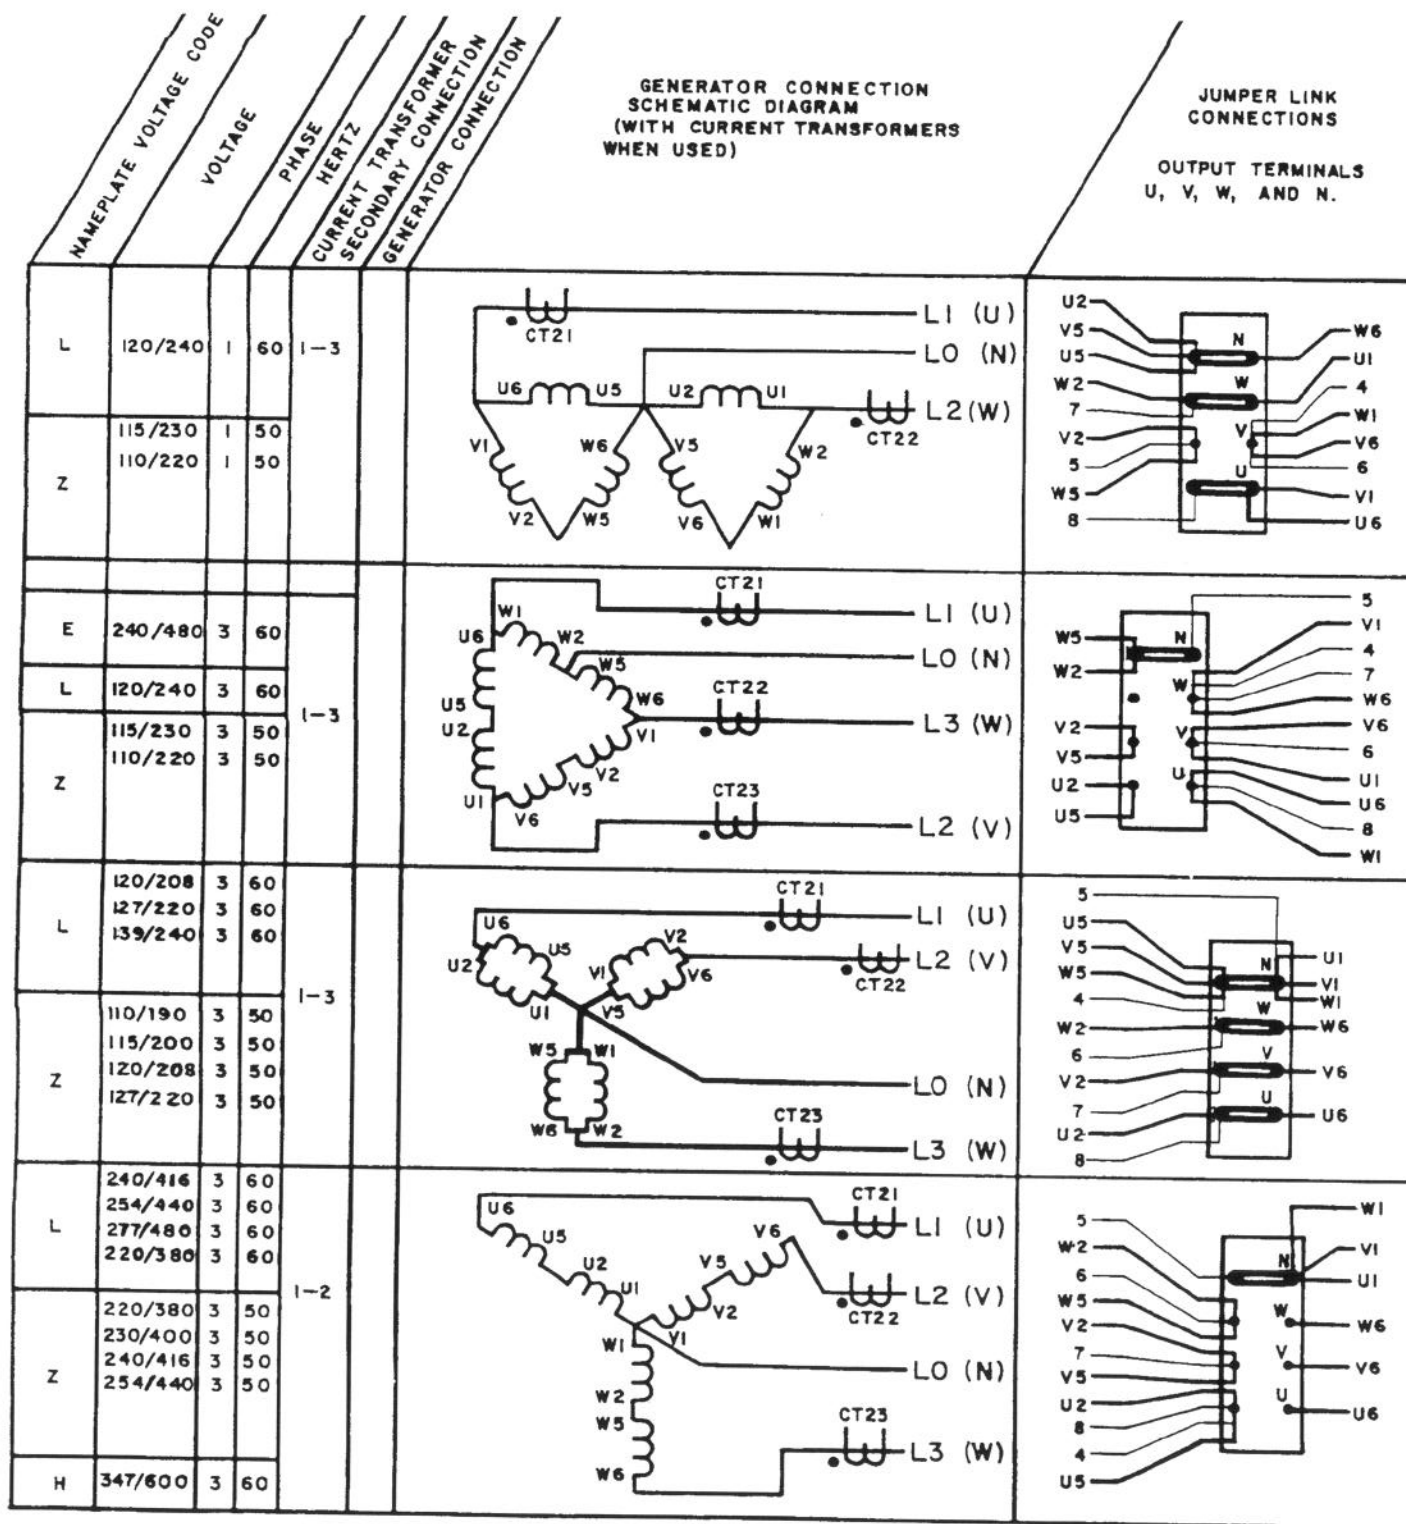 NAMEPLATE VOLTAGE CODE
VOLTAGE
PHASE
HERTZ
CURRENT TRANSFORMER
SECONDARY CONNECTION
GENERATOR CONNECTION
GENERATOR CONNECTION
SCHEMATIC DIAGRAM
(WITH CURRENT TRANSFORMERS
WHEN USED)
JUMPER LINK
CONNECTIONS
OUTPUT TERMINALS
U, V, W, AND N.
L 120/240 1 60 1-3
Z 115/230 1 50
110/220 1 50
CT21 L1 (U)
L0 (N)
U6 U5 U2 U1 L2(W)
CT22
V1 W6 V5 W2
V2 W5 V6 W1
U2
V5
U5
W2
7
V2
5
W5
8
N
W
V
U
W6
U1
4
W1
V6
6
V1
U6
E 240/480 3 60
L 120/240 3 60
1-3
Z 115/230 3 50
110/220 3 50
CT21
W1 L1 (U)
U6 W2 L0 (N)
W5
CT22
U5 W6
U2 V1 L3 (W)
V2
V5
U1 V6
CT23
L2 (V)
W5
W2
V2
V5
U2
U5
N
W
V
U
5
V1
4
7
W6
V6
6
U1
U6
8
W1
L 120/208 3 60
127/220 3 60
139/240 3 60
1-3
Z 110/190 3 50
115/200 3 50
120/208 3 50
127/220 3 50
CT21
U6 L1 (U)
U5 V2
U2 V1 V6 L2 (V)
CT22
U1 V5
W5 W1
L0 (N)
W6 W2
CT23
L3 (W)
5
U5
V5
W5
4
W2
6
V2
7
U2
8
N
W
V
U
U1
V1
W1
W6
V6
U6
L 240/416 3 60
254/440 3 60
277/480 3 60
220/380 3 60
1-2
Z 220/380 3 50
230/400 3 50
240/416 3 50
254/440 3 50
H 347/600 3 60
CT21
U6 L1 (U)
U5 V6
U2 V5
U1 L2 (V)
V2 CT22
W1 V1
L0 (N)
W2
W5
CT23
W6 L3 (W)
5
W2
6
W5
V2
7
V5
U2
8
4
U5
N
W
V
U
W1
V1
U1
W6
V6
U6